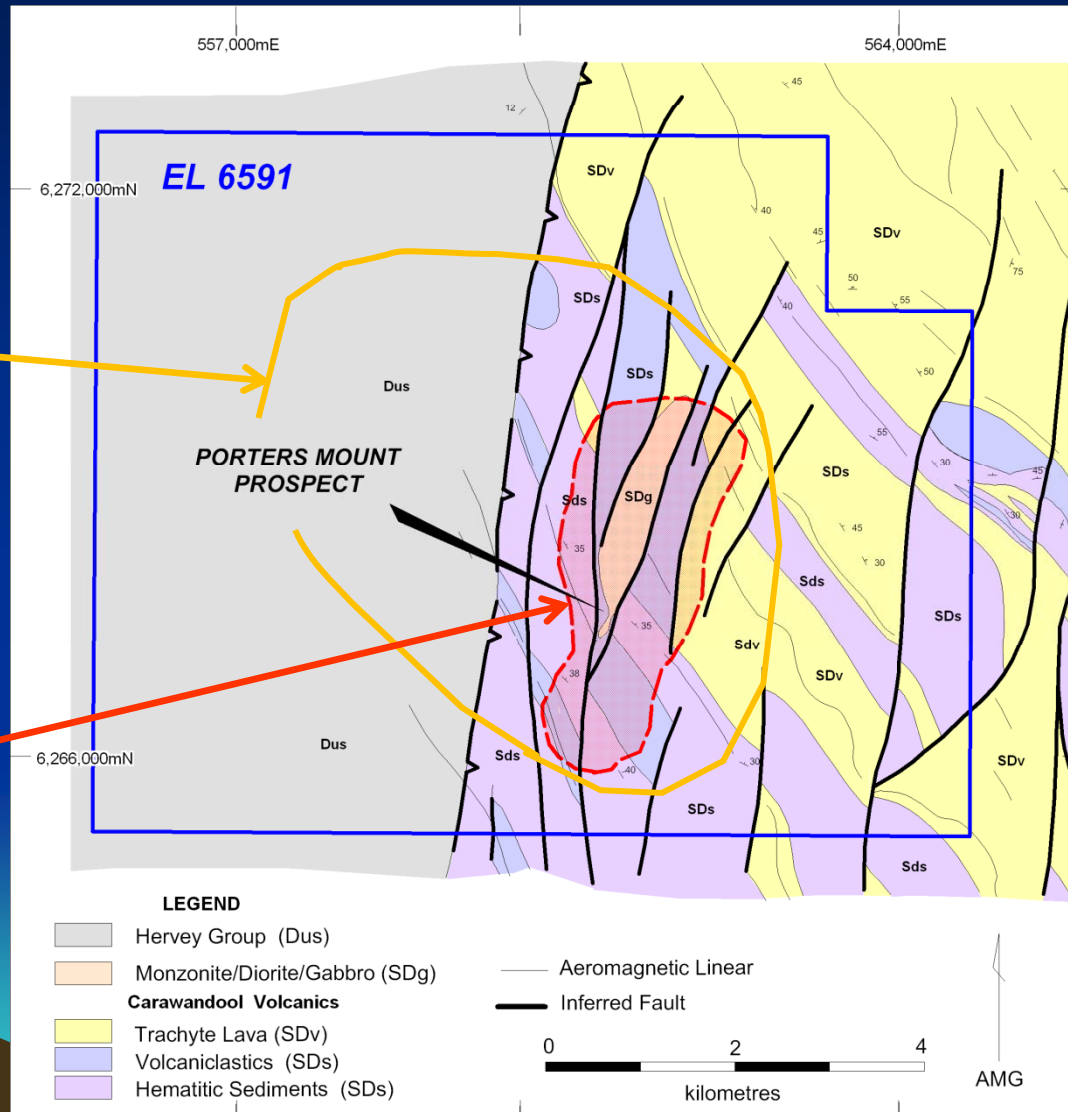 557,000mE
564,000mE
45
12
6,272,000mN
EL 6591
SDv
40
45
SDv
75
50
55
SDs
40
50
Dus
SDs
55
PORTERS MOUNT
PROSPECT
30
45
SDs
Sds
SDg
30
35
45
30
Sds
SDs
35
Sdv
38
SDv
Dus
6,266,000mN
Sds
40
30
SDv
SDs
Sds
LEGEND
Hervey Group (Dus)
Monzonite/Diorite/Gabbro (SDg)
Aeromagnetic Linear
Carawandool Volcanics
Inferred Fault
Trachyte Lava (SDv)
Volcaniclastics (SDs)
Hematitic Sediments (SDs)
0
2
4
kilometres
AMG